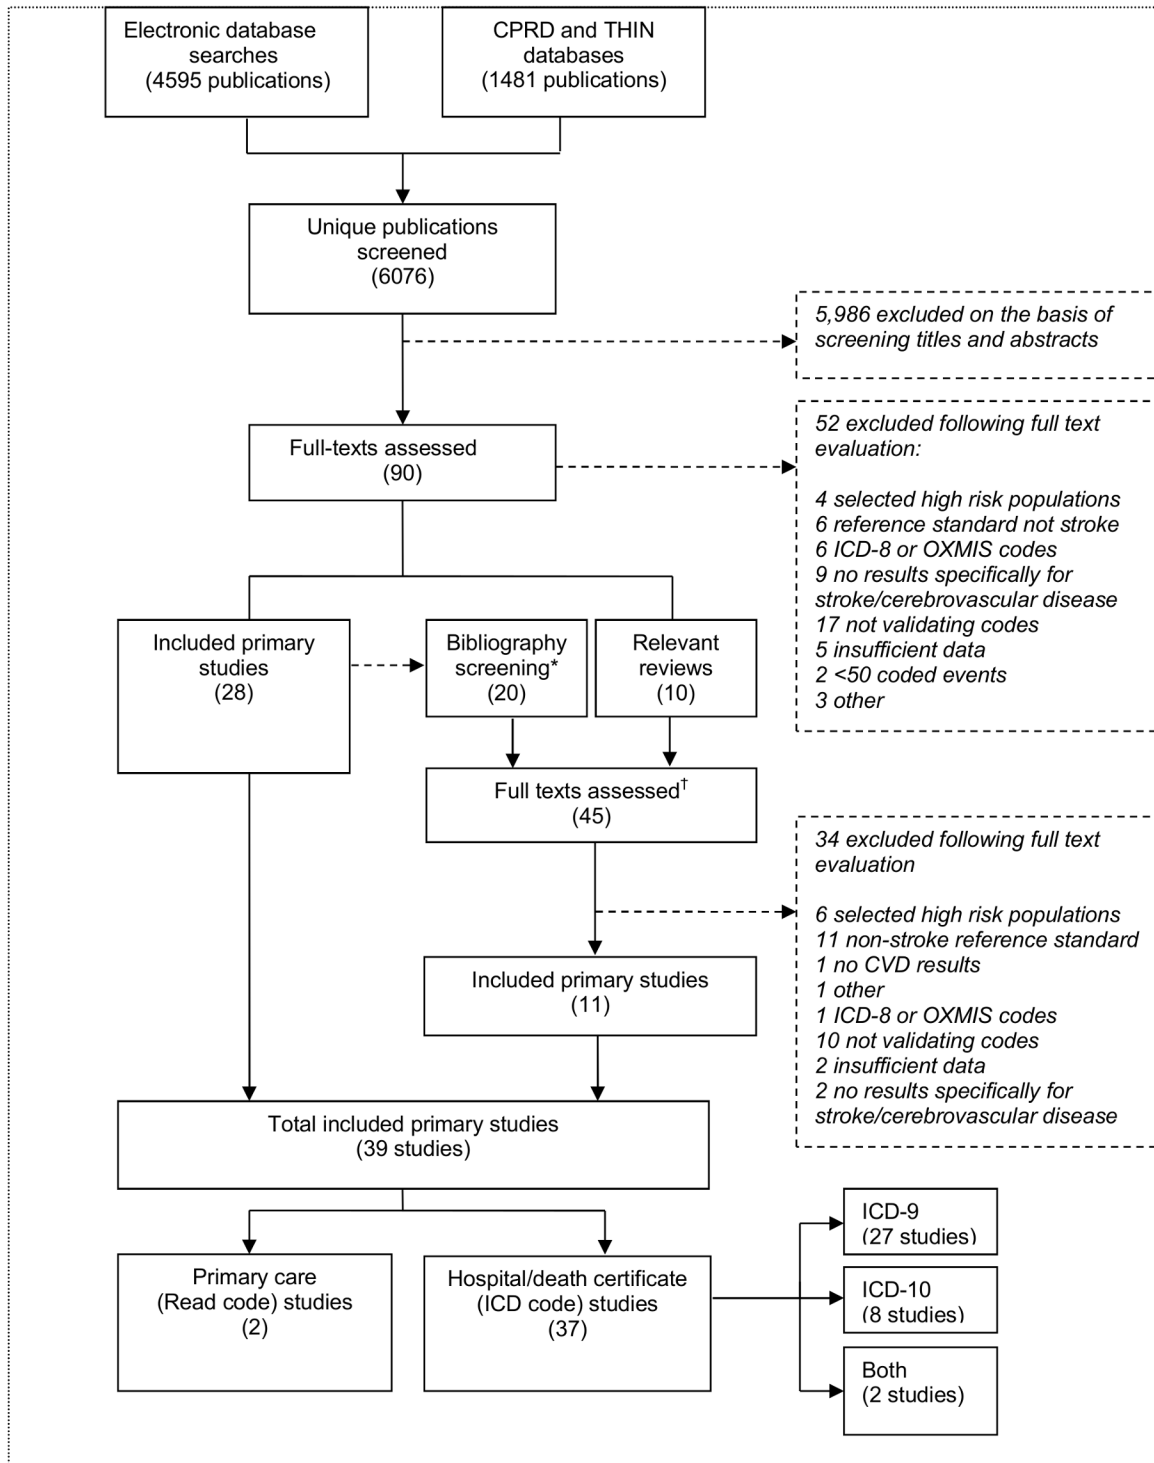 Electronic database
searches
(4595 publications)
CPRD and THIN
databases
(1481 publications)
Unique publications
screened
(6076)
5,986 excluded on the basis of
screening titles and abstracts
Full-texts assessed
(90)
52 excluded following full text
evaluation:
4 selected high risk populations
6 reference standard not stroke
6 ICD-8 or OXMIS codes
9 no results specifically for
stroke/cerebrovascular disease
17 not validating codes
5 insufficient data
2 <50 coded events
3 other
Included primary
studies
(28)
Bibliography
screening*
(20)
Relevant
reviews
(10)
Full texts assessed†
(45)
34 excluded following full text
evaluation
6 selected high risk populations
11 non-stroke reference standard
1 no CVD results
1 other
1 ICD-8 or OXMIS codes
10 not validating codes
2 insufficient data
2 no results specifically for
stroke/cerebrovascular disease
Included primary studies
(11)
Total included primary studies
(39 studies)
Primary care
(Read code) studies
(2)
Hospital/death certificate
(ICD code) studies
(37)
ICD-9
(27 studies)
ICD-10
(8 studies)
Both
(2 studies)